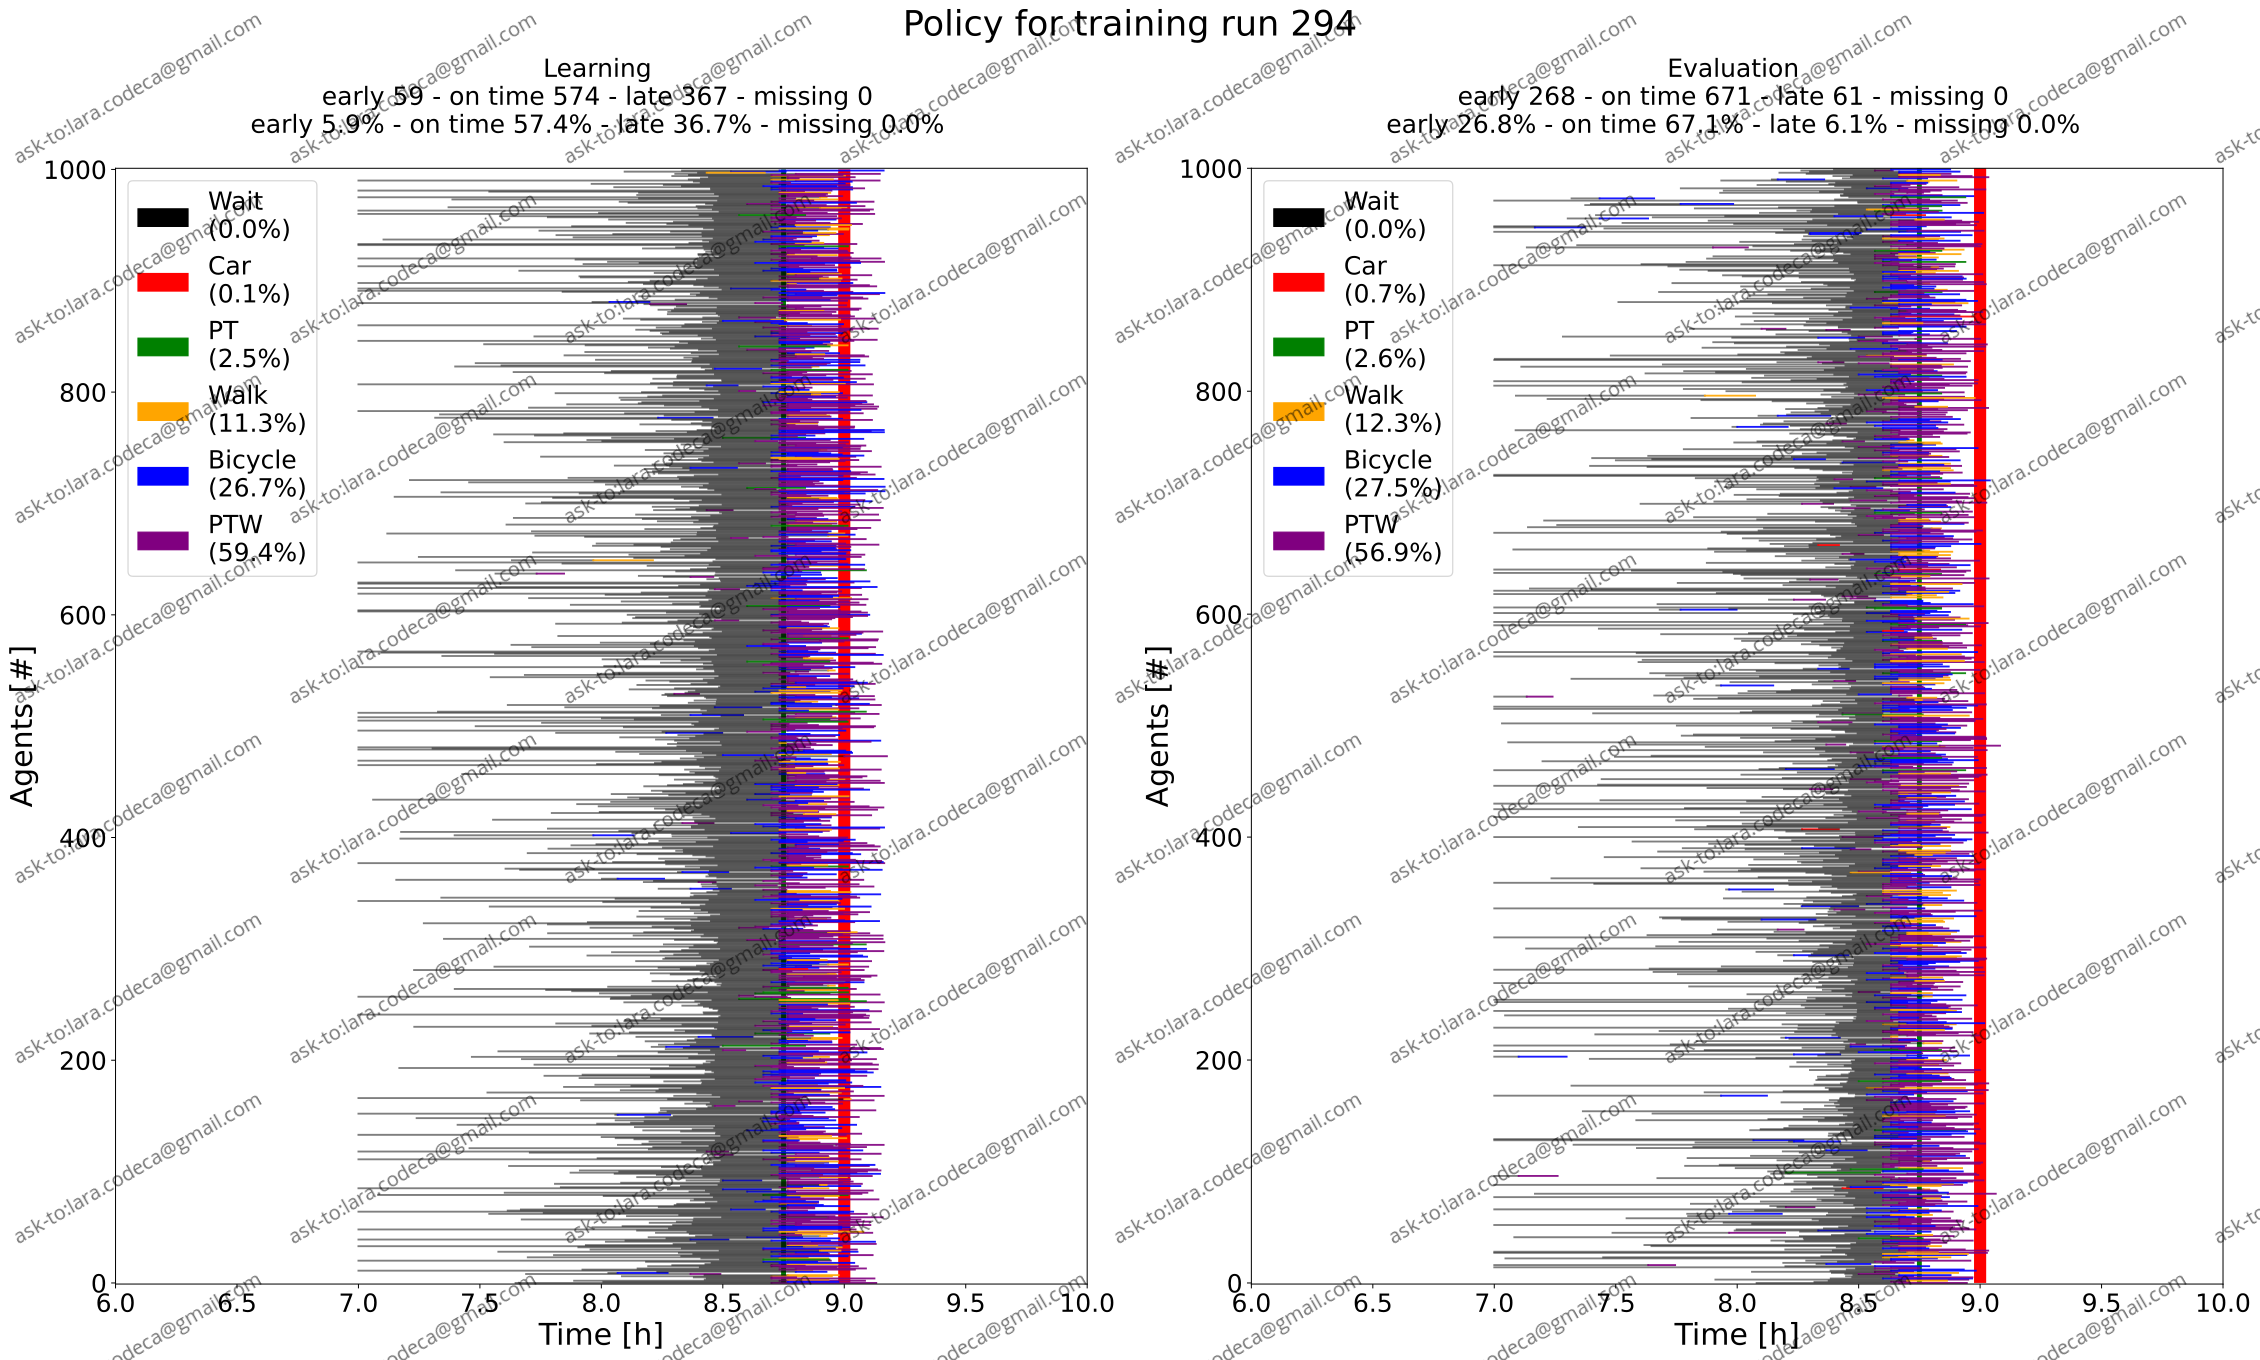 Policy for training run 294
Learning
early 59 - on time 574 - late 367 - missing 0
early 5.9% - on time 57.4% - late 36.7% - missing 0.0%
Evaluation
early 268 - on time 671 - late 61 - missing 0
early 26.8% - on time 67.1% - late 6.1% - missing 0.0%
Agents [#]
1000
800
600
400
200
0
Wait
(0.0%)
Car
(0.1%)
PT
(2.5%)
Walk
(11.3%)
Bicycle
(26.7%)
PTW
(59.4%)
6.0 6.5 7.0 7.5 8.0 8.5 9.0 9.5 10.0
Time [h]
Agents [#]
1000
800
600
400
200
0
Wait
(0.0%)
Car
(0.7%)
PT
(2.6%)
Walk
(12.3%)
Bicycle
(27.5%)
PTW
(56.9%)
6.0 6.5 7.0 7.5 8.0 8.5 9.0 9.5 10.0
Time [h]
ask-to:lara.codeca@gmail.com